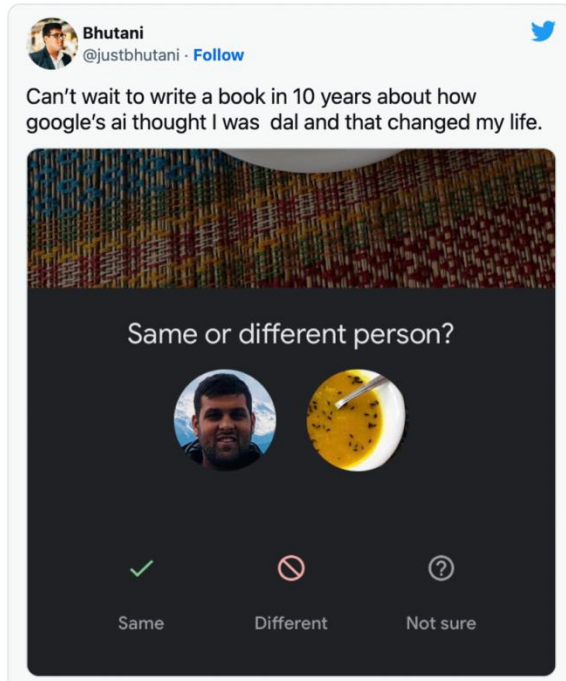 Bhutani
@justbhutani · Follow
Can't wait to write a book in 10 years about how
google's ai thought I was  dal and that changed my life.
Same or different person?
Same Different Not sure